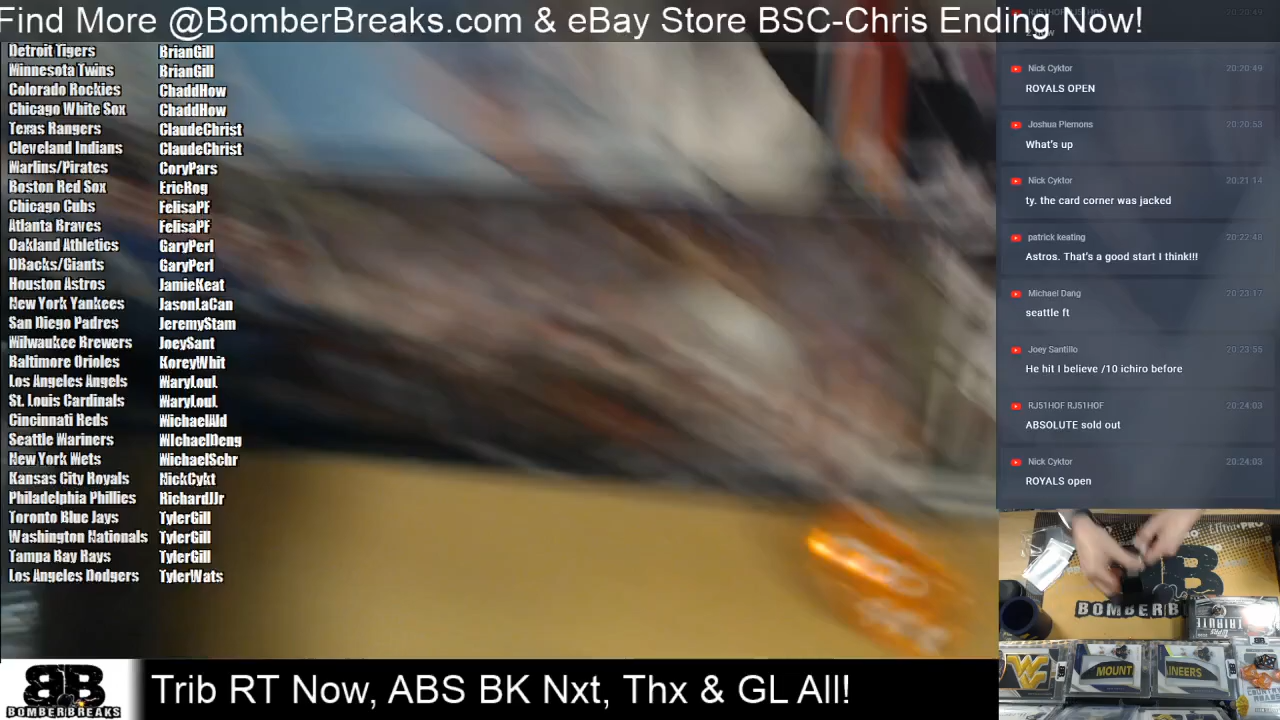 Find More @BomberBreaks.com & eBay Store BSC-Chris Ending Now!
Detroit Tigers BrianGill
Minnesota Twins BrianGill
Colorado Rockies ChaddHow
Chicago White Sox ChaddHow
Texas Rangers ClaudeChrist
Cleveland Indians ClaudeChrist
Marlins/Pirates CoryPars
Boston Red Sox EricRog
Chicago Cubs FelisaPF
Atlanta Braves FelisaPF
Oakland Athletics GaryPerl
DBacks/Giants GaryPerl
Houston Astros JamieKeat
New York Yankees JasonLaCan
San Diego Padres JeremyStam
Milwaukee Brewers JoeySant
Baltimore Orioles KoreyWhit
Los Angeles Angels MaryLouL
St. Louis Cardinals MaryLouL
Cincinnati Reds MichaelAld
Seattle Mariners MIchaelDeng
New York Mets MichaelSchr
Kansas City Royals NickCykt
Philadelphia Phillies RichardJJr
Toronto Blue Jays TylerGill
Washington Nationals TylerGill
Tampa Bay Rays TylerGill
Los Angeles Dodgers TylerWats
20:20:49
Nick Cyktor 20:20:49
ROYALS OPEN
Joshua Plemons 20:20:53
What's up
Nick Cyktor 20:21:14
ty. the card corner was jacked
patrick keating 20:22:48
Astros. That's a good start I think!!!
Michael Dang 20:23:17
seattle ft
Joey Santillo 20:23:55
He hit I believe /10 ichiro before
RJ51HOF RJ51HOF 20:24:03
ABSOLUTE sold out
Nick Cyktor 20:24:03
ROYALS open
BOMBERB
TRIBUTE
MOUNT
INEERS
BB
BOMBERBREAKS
Trib RT Now, ABS BK Nxt, Thx & GL All!